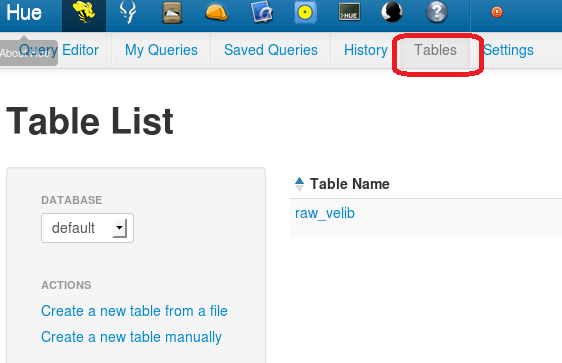 Hue
HUE
?
About Hue
Query Editor My Queries Saved Queries History Tables Settings
Table List
DATABASE
default
ACTIONS
Create a new table from a file
Create a new table manually
Table Name
raw_velib